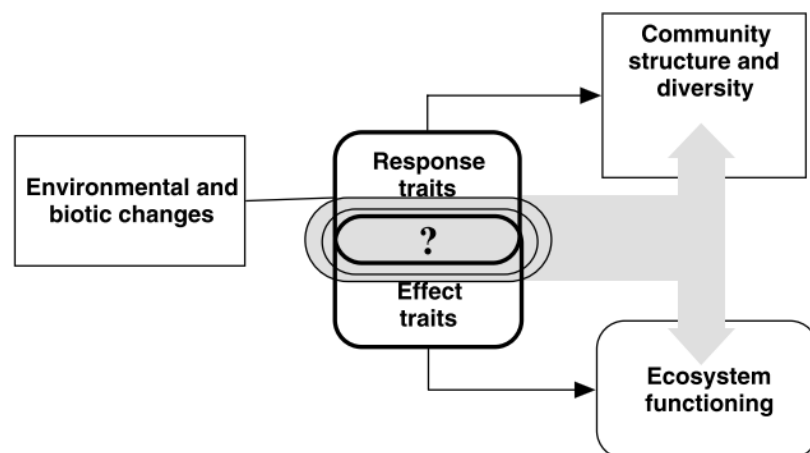 Community
structure and
diversity
Environmental and
biotic changes
Response
traits
?
Effect
traits
Ecosystem
functioning